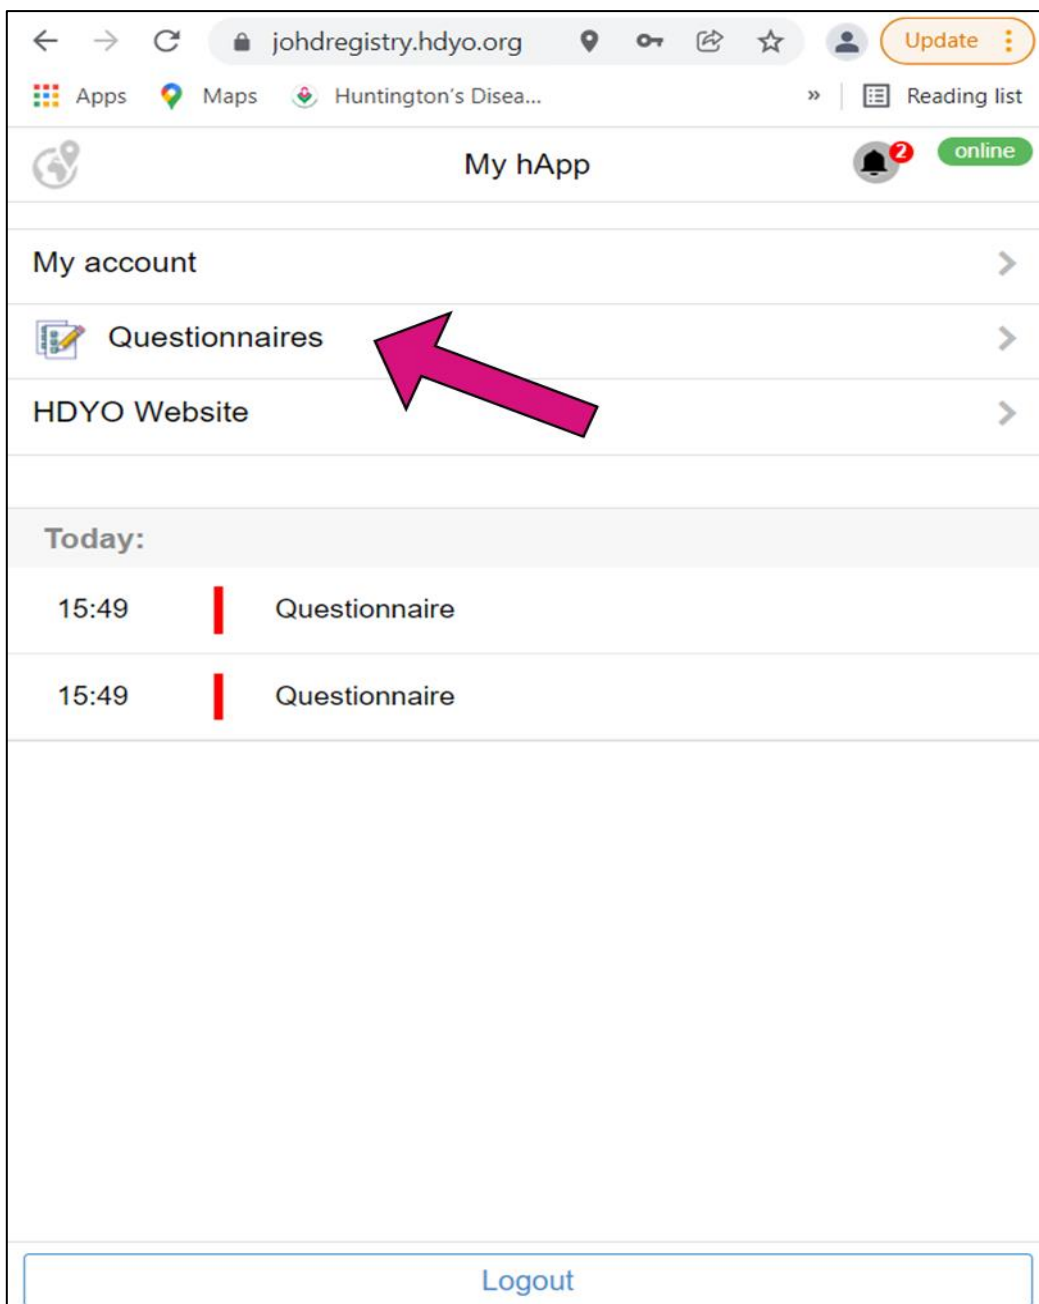 johdregistry.hdyo.org Update
Apps Maps Huntington's Disea... » Reading list
My hApp 2 online
My account
Questionnaires
HDYO Website
Today:
15:49 Questionnaire
15:49 Questionnaire
Logout